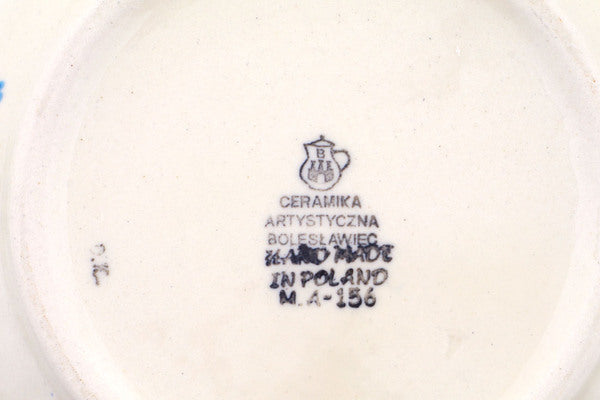 B
CERAMIKA
ARTYSTYCZNA
BOLESŁAWIEC
HAND MADE
IN POLAND
M.A-156